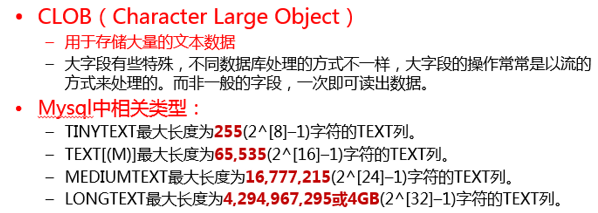 • CLOB（Character Large Object）
– 用于存储大量的文本数据
– 大字段有些特殊，不同数据库处理的方式不一样，大字段的操作常常是以流的
方式来处理的。而非一般的字段，一次即可读出数据。
• Mysql中相关类型：
– TINYTEXT最大长度为255(2^[8]–1)字符的TEXT列。
– TEXT[(M)]最大长度为65,535(2^[16]–1)字符的TEXT列。
– MEDIUMTEXT最大长度为16,777,215(2^[24]–1)字符的TEXT列。
– LONGTEXT最大长度为4,294,967,295或4GB(2^[32]–1)字符的TEXT列。